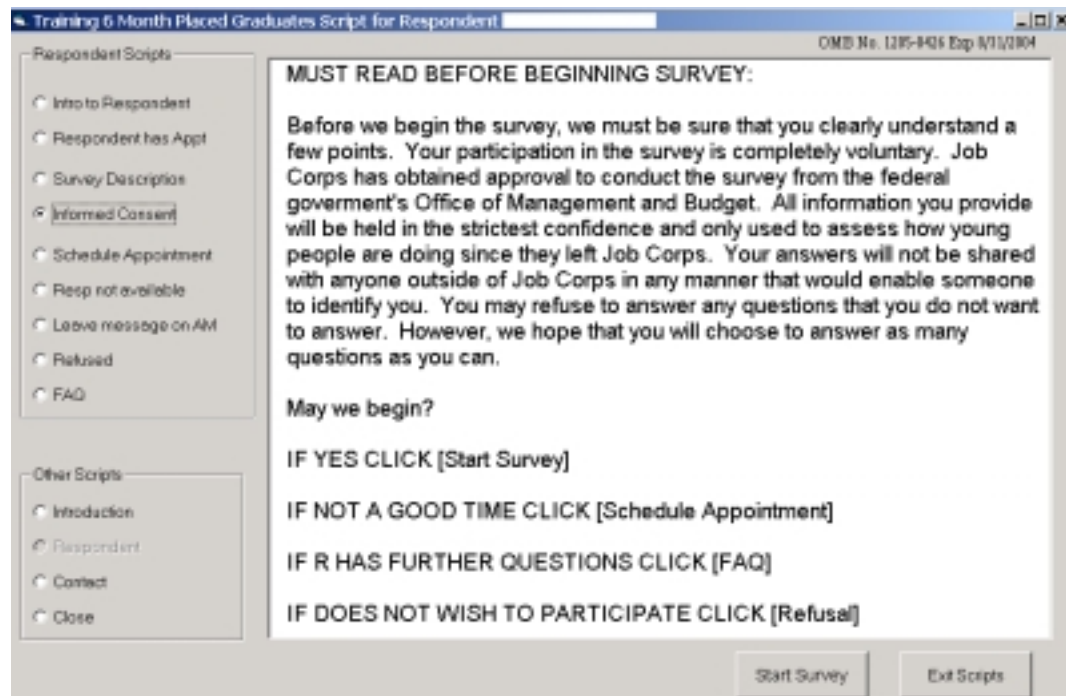 Training 6 Month Placed Graduates Script for Respondent
OMB No. 1205-0426 Exp 8/31/2004
Respondent Scripts
Intro to Respondent
Respondent has Appt
Survey Description
Informed Consent
Schedule Appointment
Resp not available
Leave message on AM
Refused
FAQ
Other Scripts
Introduction
Respondent
Contact
Close
MUST READ BEFORE BEGINNING SURVEY:
Before we begin the survey, we must be sure that you clearly understand a
few points. Your participation in the survey is completely voluntary. Job
Corps has obtained approval to conduct the survey from the federal
goverment's Office of Management and Budget. All information you provide
will be held in the strictest confidence and only used to assess how young
people are doing since they left Job Corps. Your answers will not be shared
with anyone outside of Job Corps in any manner that would enable someone
to identify you. You may refuse to answer any questions that you do not want
to answer. However, we hope that you will choose to answer as many
questions as you can.
May we begin?
IF YES CLICK [Start Survey]
IF NOT A GOOD TIME CLICK [Schedule Appointment]
IF R HAS FURTHER QUESTIONS CLICK [FAQ]
IF DOES NOT WISH TO PARTICIPATE CLICK [Refusal]
Start Survey
Exit Scripts